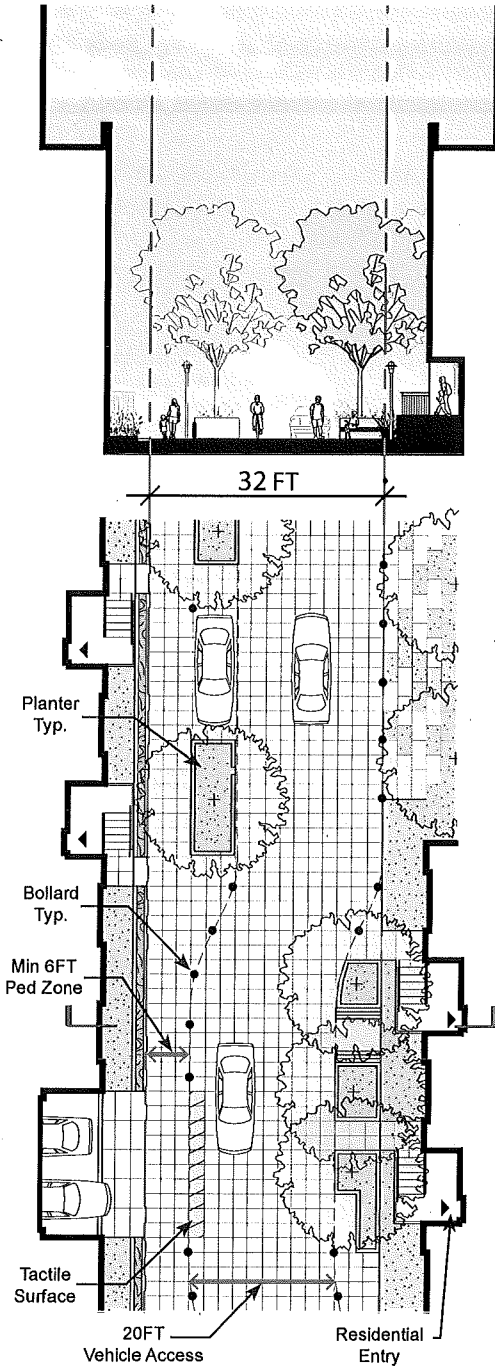 32 FT
Planter
Typ.
Bollard
Typ.
Min 6FT
Ped Zone
Tactile
Surface
20FT
Vehicle Access
Residential
Entry